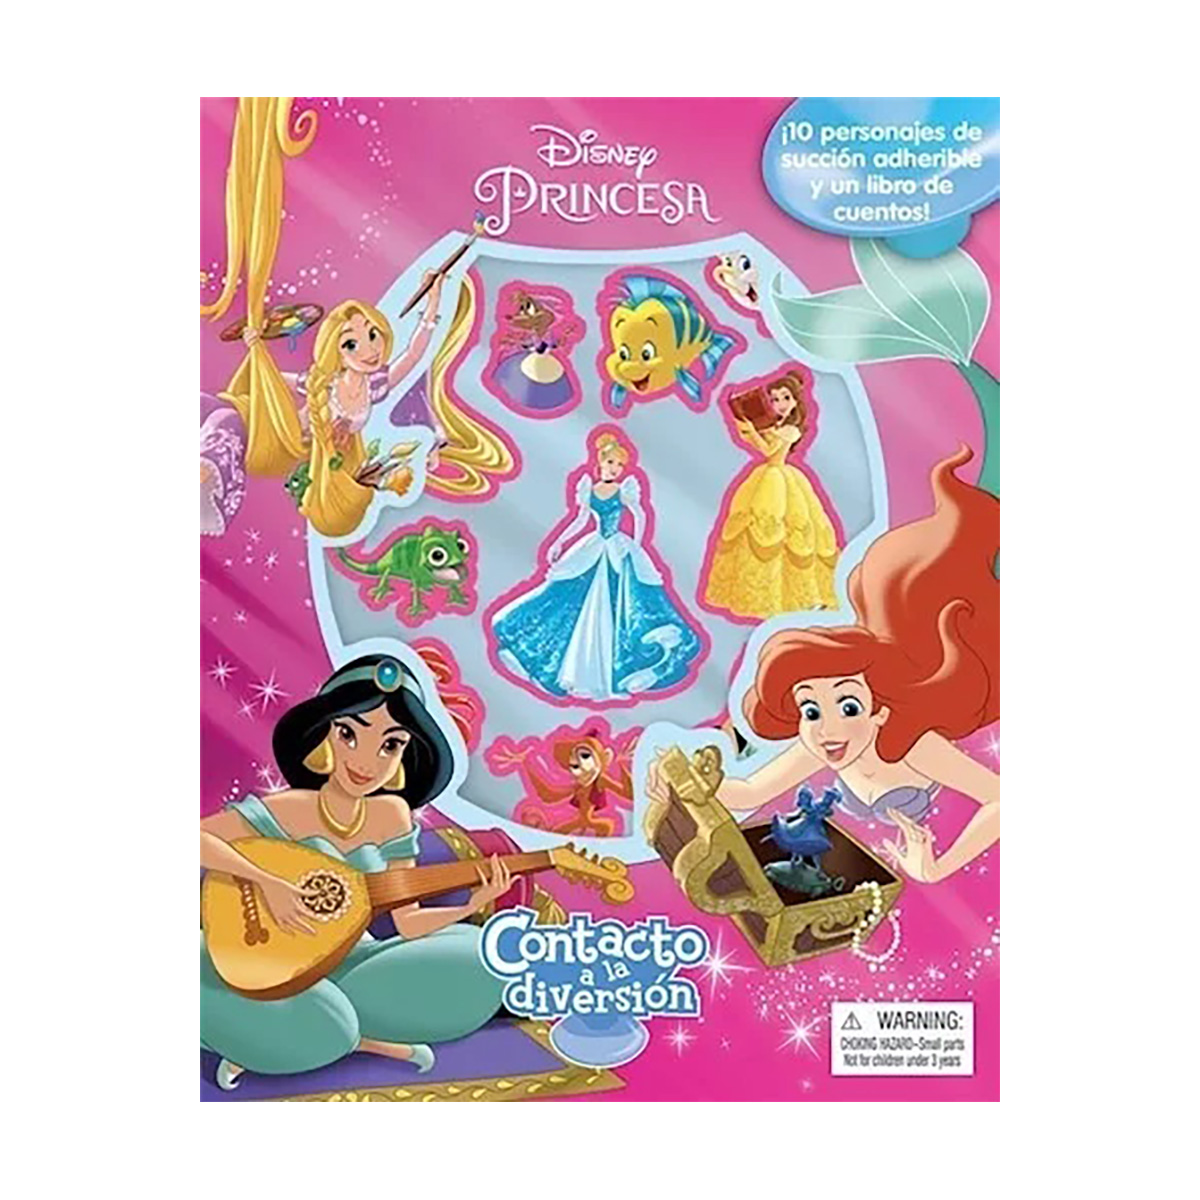 Disney
PRINCESA
¡10 personajes de
succión adherible
y un libro de
cuentos!
Contacto
a la
diversión
WARNING:
CHOKING HAZARD–Small parts
Not for children under 3 years